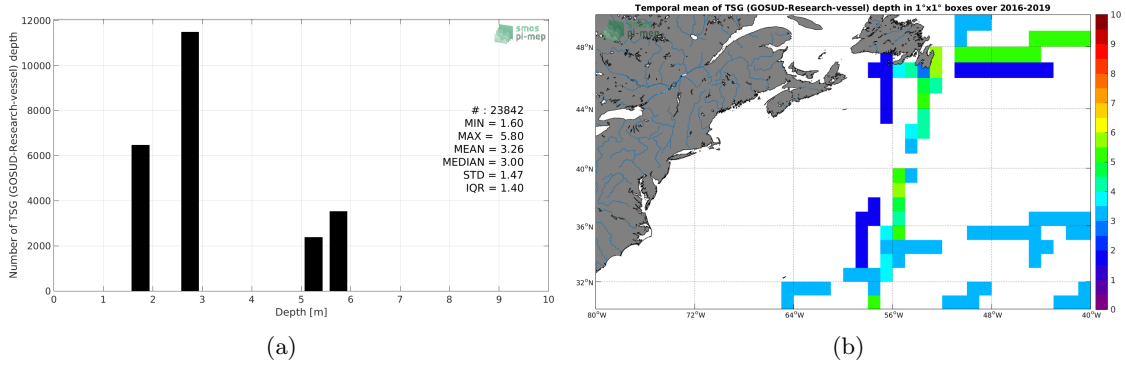 12000
10000
8000
6000
4000
2000
0
Number of TSG (GOSUD-Research-vessel) depth
smos
pi-mep
# : 23842
MIN = 1.60
MAX = 5.80
MEAN = 3.26
MEDIAN = 3.00
STD = 1.47
IQR = 1.40
0 1 2 3 4 5 6 7 8 9 10
Depth [m]
(a)
Temporal mean of TSG (GOSUD-Research-vessel) depth in 1°x1° boxes over 2016-2019
smos
pi-mep
48°N
44°N
40°N
36°N
32°N
80°W 72°W 64°W 56°W 48°W 40°W
10
9
8
7
6
5
4
3
2
1
0
(b)